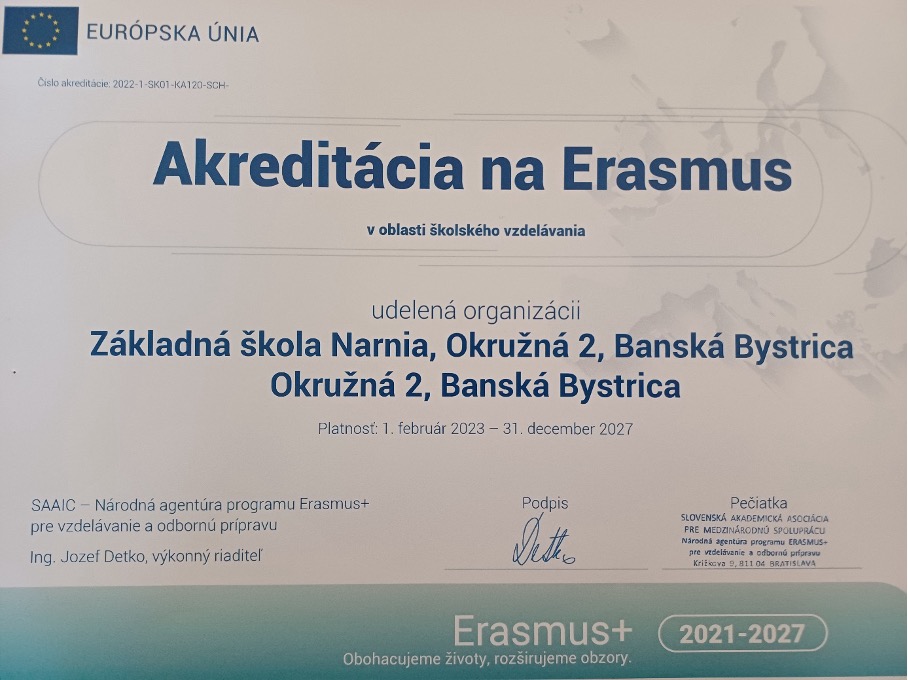 EURÓPSKA ÚNIA
Číslo akreditácie: 2022-1-SK01-KA120-SCH-
Akreditácia na Erasmus
v oblasti školského vzdelávania
udelená organizácii
Základná škola Narnia, Okružná 2, Banská Bystrica
Okružná 2, Banská Bystrica
Platnosť: 1. február 2023 – 31. december 2027
SAAIC – Národná agentúra programu Erasmus+
pre vzdelávanie a odbornú prípravu
Ing. Jozef Detko, výkonný riaditeľ
Podpis
Detko
Pečiatka
SLOVENSKÁ AKADEMICKÁ ASOCIÁCIA
PRE MEDZINÁRODNÚ SPOLUPRÁCU
Národná agentúra programu ERASMUS+
pre vzdelávanie a odbornú prípravu
Križkova 9, 811 04 BRATISLAVA
Erasmus+ 2021-2027
Obohacujeme životy, rozširujeme obzory.